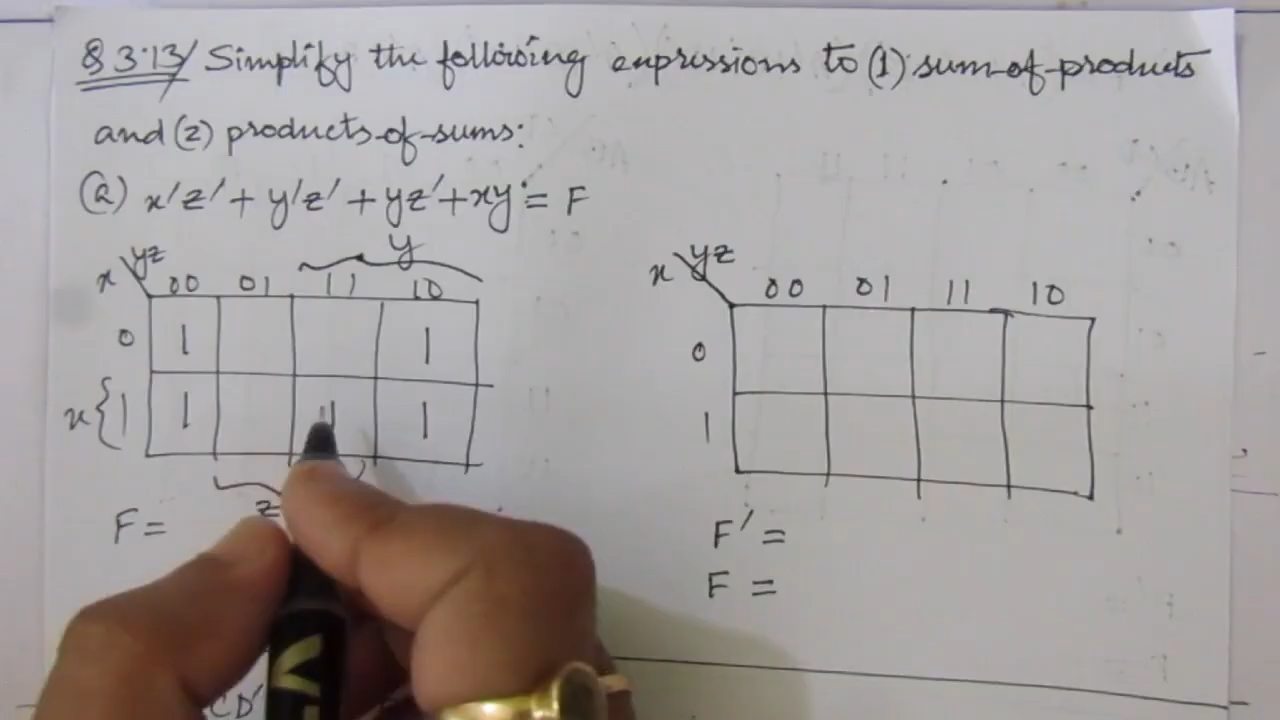 Q 3.13/ Simplify the following expressions to (1) sum-of-products
and (2) products-of-sums:
(a) x'z' + y'z' + yz' + xy = F
y
x yz 00 01 11 10
0 1 1
x { 1 1 1 1
z
F =
x yz 00 01 11 10
0
1
F' =
F =
CD'